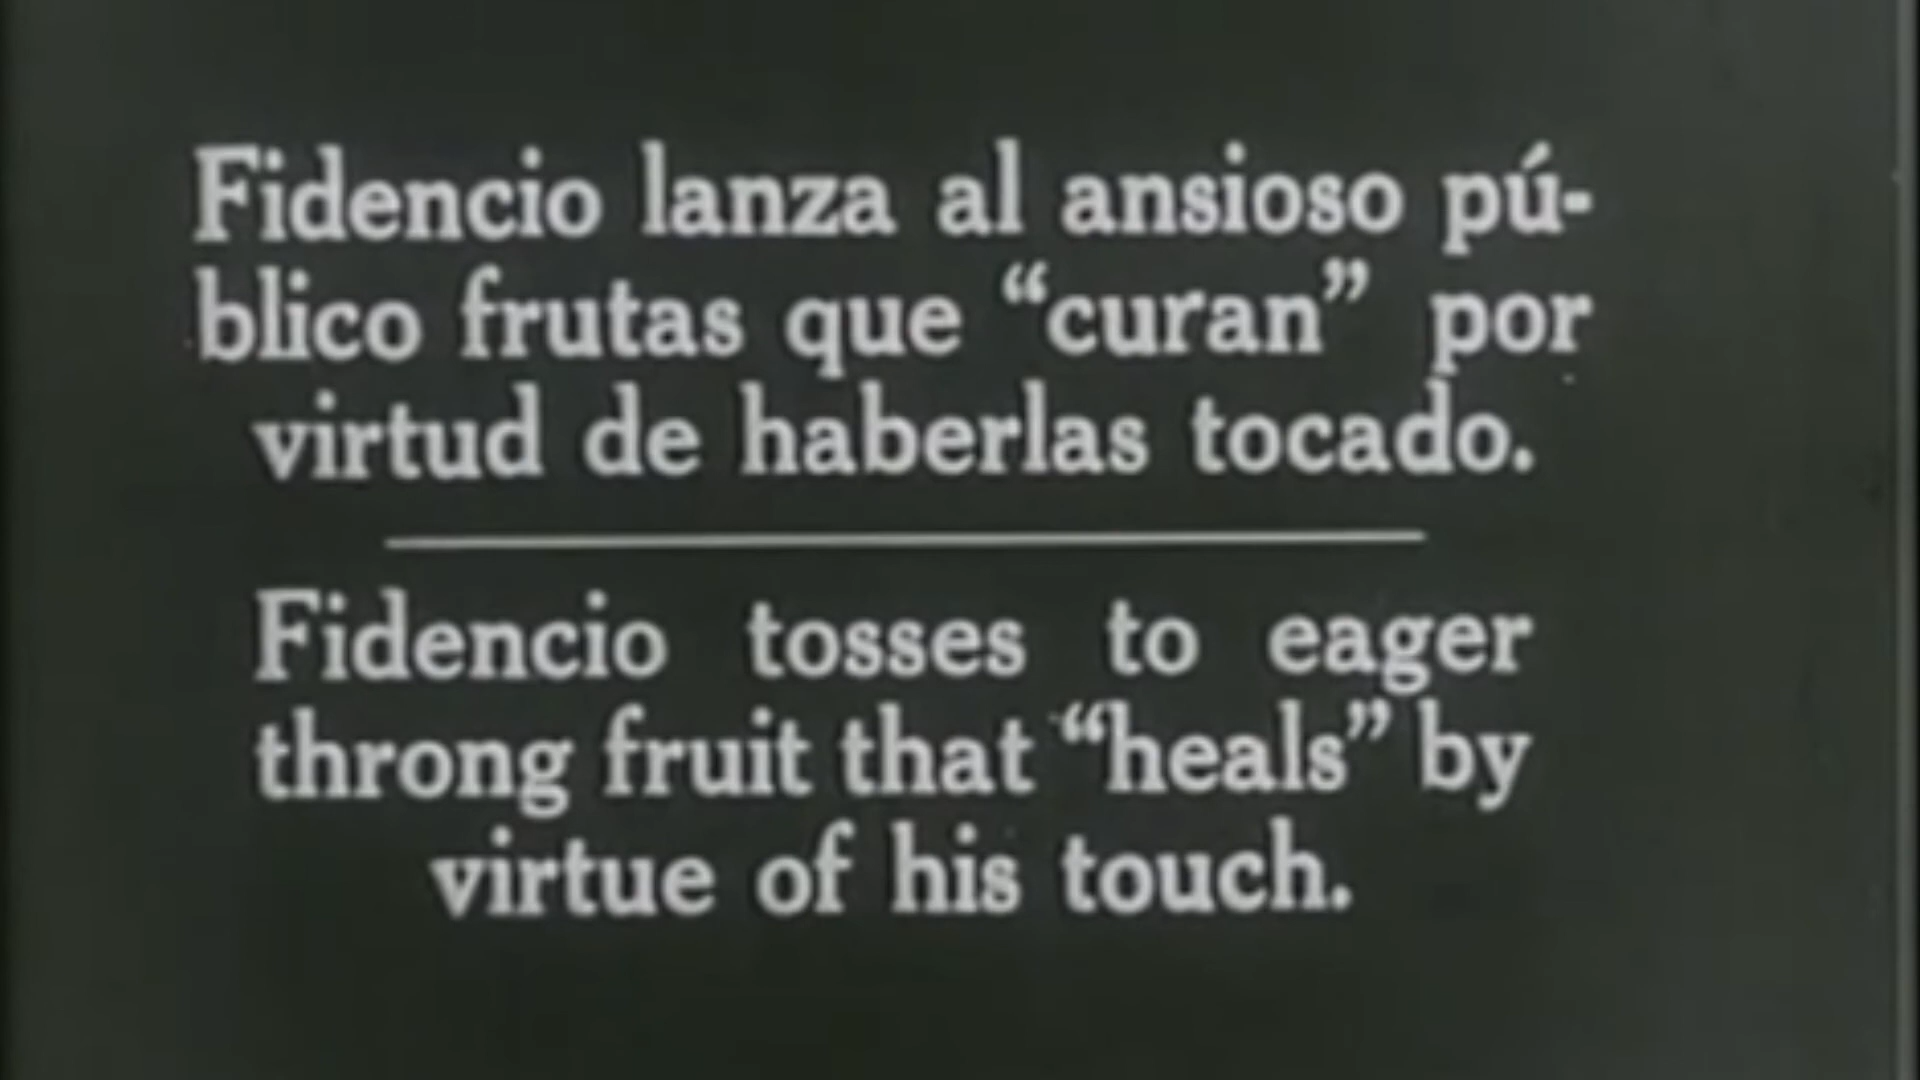 Fidencio lanza al ansioso pú-
blico frutas que “curan” por
virtud de haberlas tocado.
Fidencio tosses to eager
throng fruit that “heals” by
virtue of his touch.